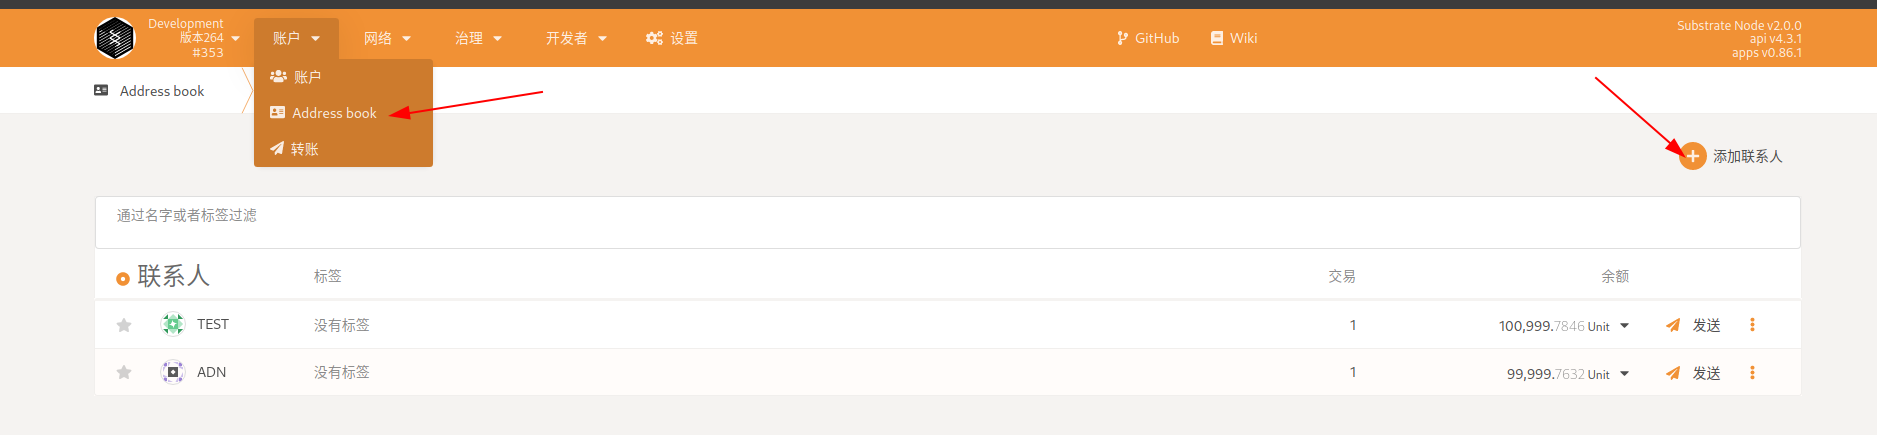 Development
版本264
#353
账户
网络
治理
开发者
设置
GitHub
Wiki
Substrate Node v2.0.0
api v4.3.1
apps v0.86.1
Address book
账户
Address book
转账
添加联系人
通过名字或者标签过滤
联系人 标签 交易 余额
TEST 没有标签 1 100,999.7846 Unit 发送
ADN 没有标签 1 99,999.7632 Unit 发送